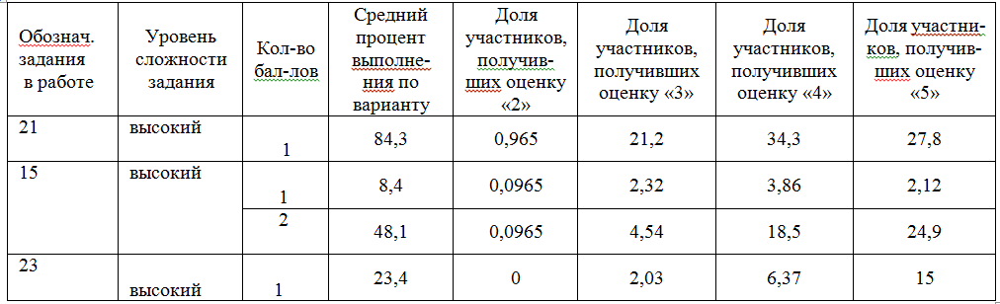 Обознач.
задания
в работе
Уровень
сложности
задания
Кол-во
бал-лов
Средний
процент
выполне-
ния по
варианту
Доля
участников,
получив-
ших оценку
«2»
Доля
участников,
получивших
оценку «3»
Доля
участников,
получивших
оценку «4»
Доля участни-
ков, получив-
ших оценку
«5»
21 высокий 1 84,3 0,965 21,2 34,3 27,8
15 высокий 1 8,4 0,0965 2,32 3,86 2,12
2 48,1 0,0965 4,54 18,5 24,9
23 высокий 1 23,4 0 2,03 6,37 15